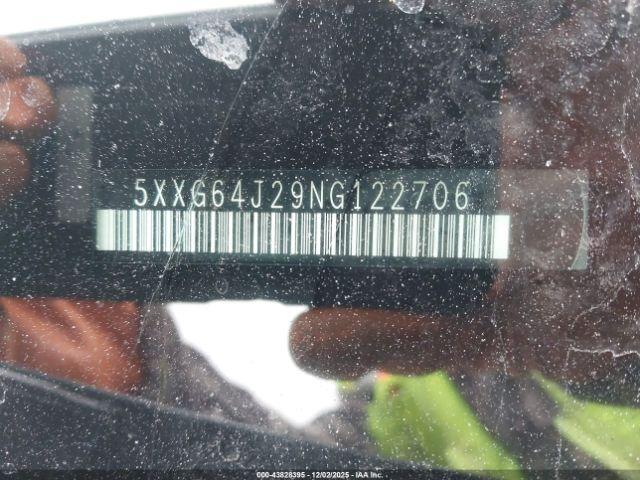 5XXG64J29NG122706
000-43828395 • 12/02/2025 • IAA Inc.